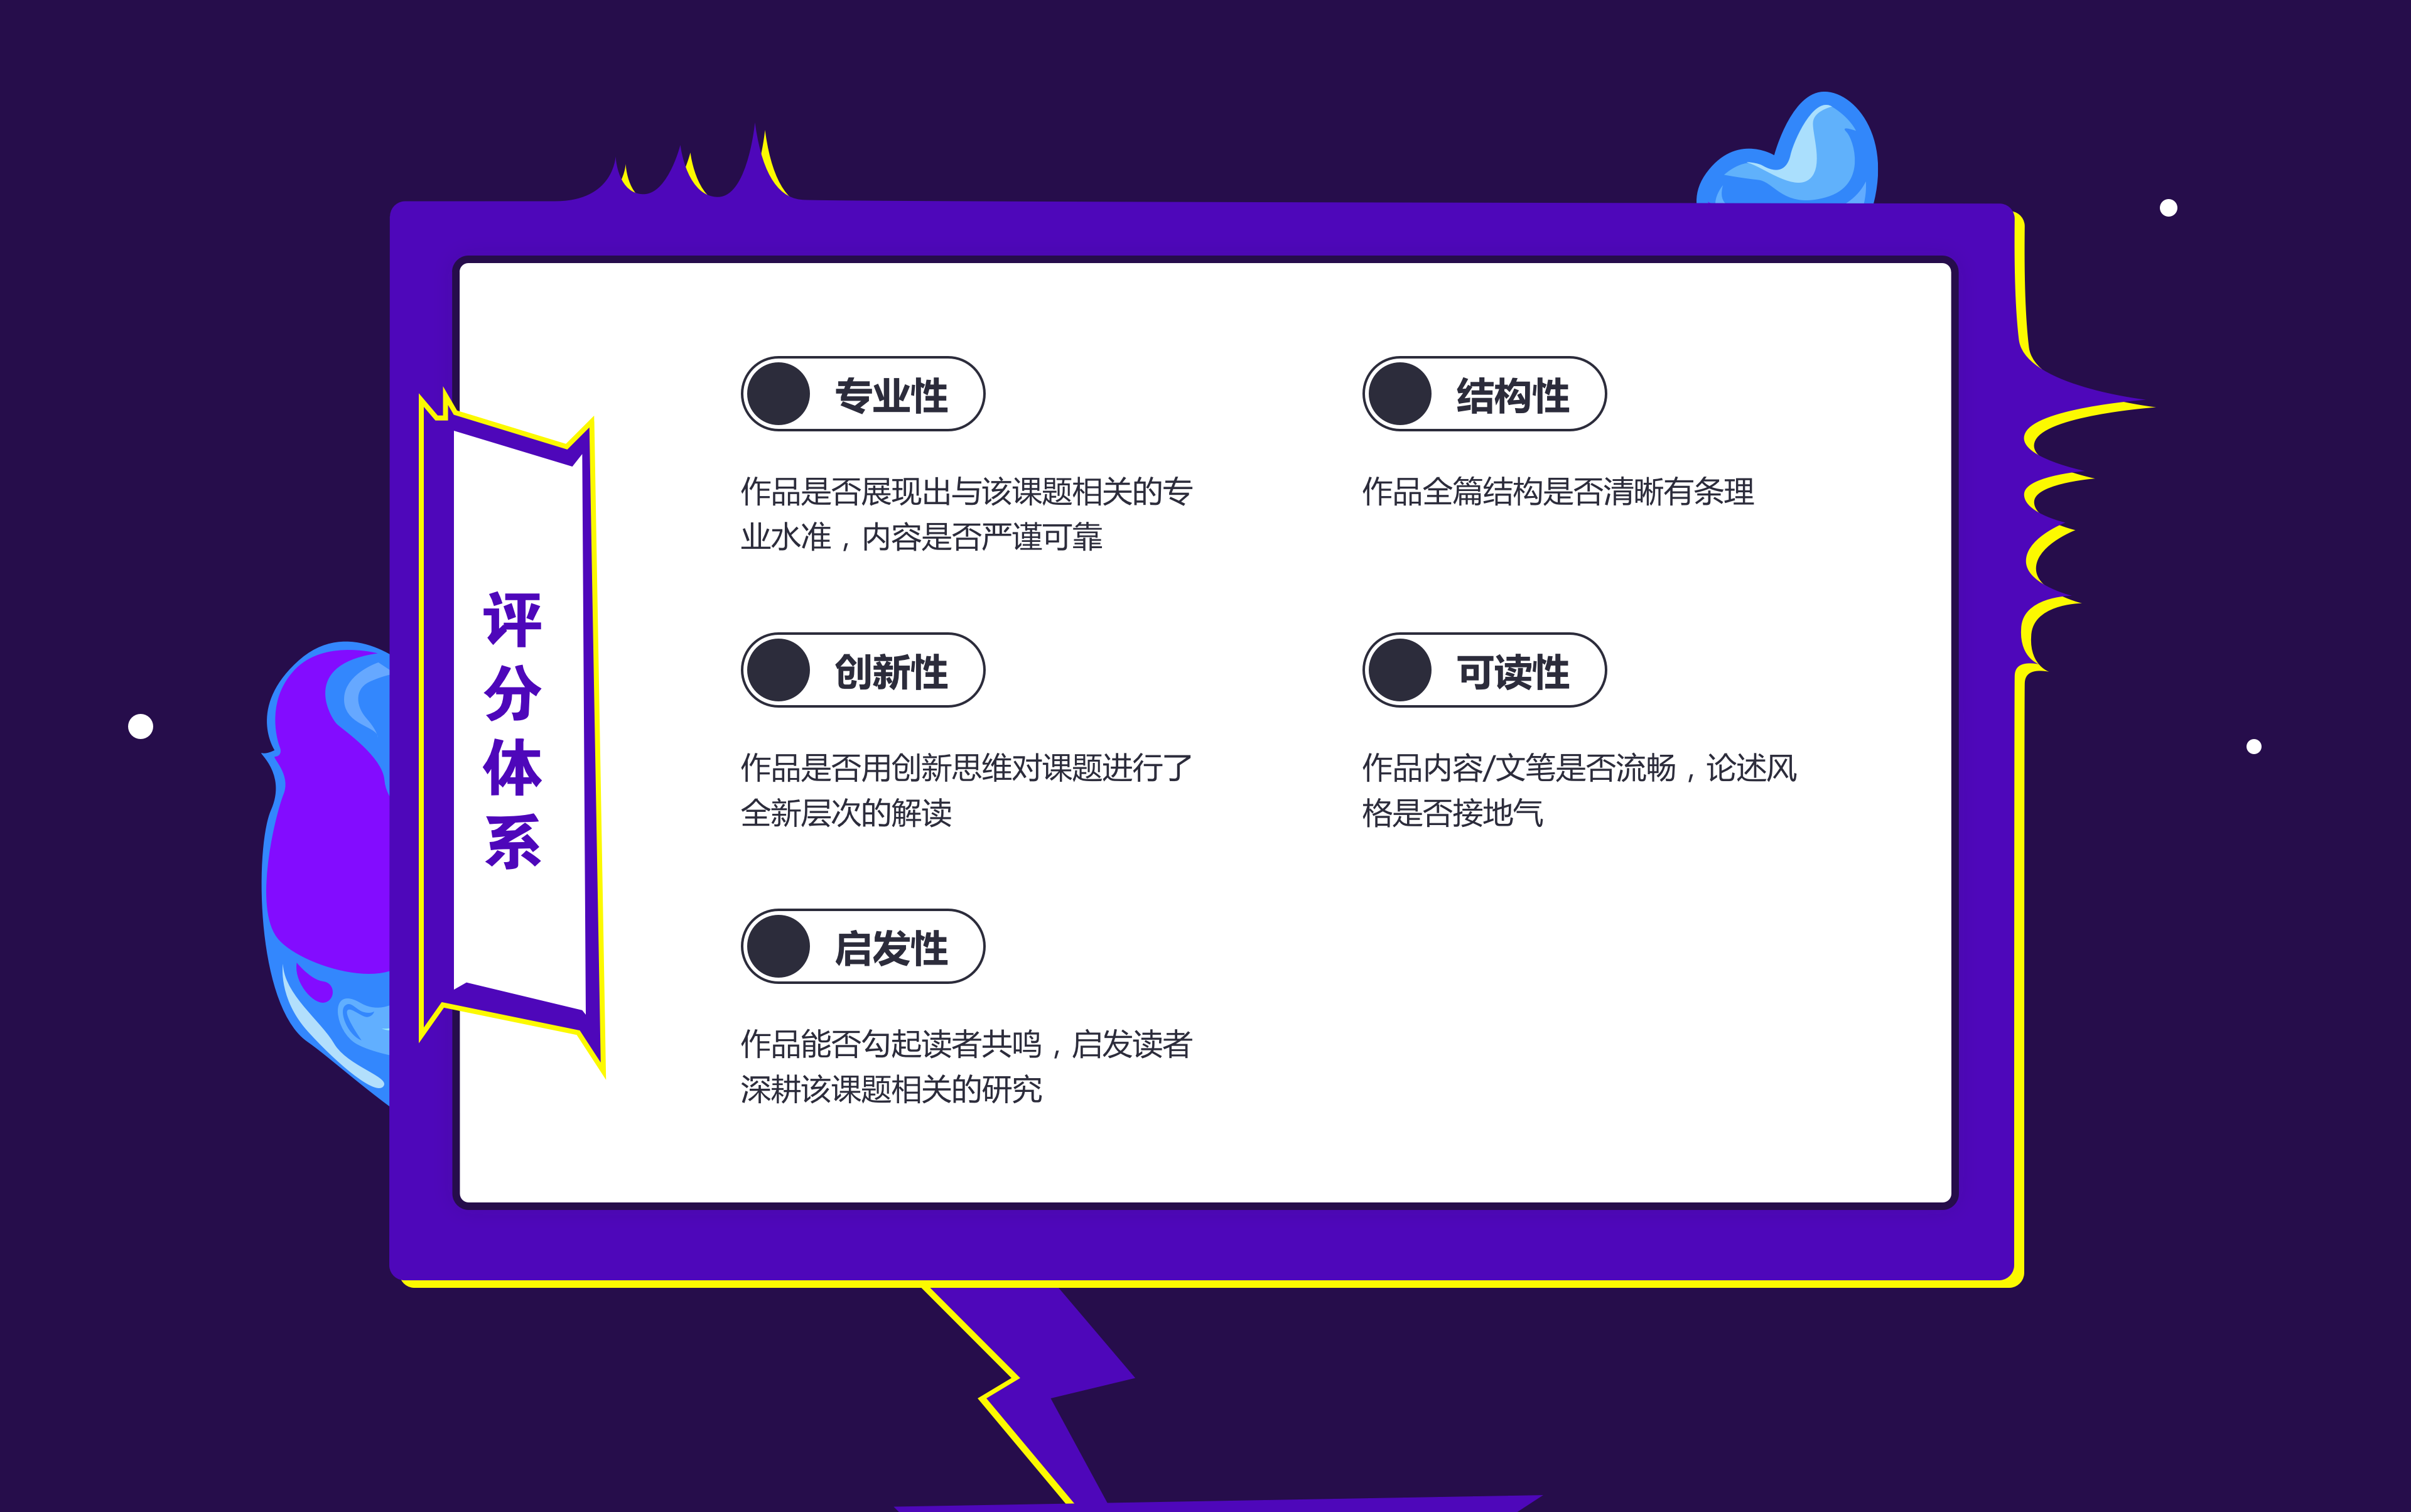 评分体系
专业性
作品是否展现出与该课题相关的专
业水准，内容是否严谨可靠
结构性
作品全篇结构是否清晰有条理
创新性
作品是否用创新思维对课题进行了
全新层次的解读
可读性
作品内容/文笔是否流畅，论述风
格是否接地气
启发性
作品能否勾起读者共鸣，启发读者
深耕该课题相关的研究